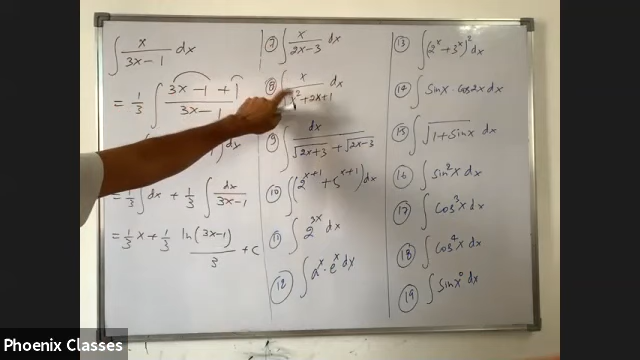 ∫ x/(3x-1) dx
= 1/3 ∫ (3x-1+1)/(3x-1)
) dx
= 1/3 ∫ dx + 1/3 ∫ dx/(3x-1)
= 1/3 x + 1/3 ln(3x-1)/3 + c
⑦ ∫ x/(2x-3) dx
⑧ ∫ x/(x²+2x+1) dx
⑨ ∫ dx/(√(2x+3) + √(2x-3))
⑩ ∫ (2^(x+1) + 5^(x+1)) dx
⑪ ∫ 2^(3x) dx
⑫ ∫ a^x · e^x dx
⑬ ∫ (2^x + 3^x)² dx
⑭ ∫ sinx · cos2x dx
⑮ ∫ √(1+sinx) dx
⑯ ∫ sin²x dx
⑰ ∫ cos³x dx
⑱ ∫ cos⁴x dx
⑲ ∫ sinx° dx
Phoenix Classes